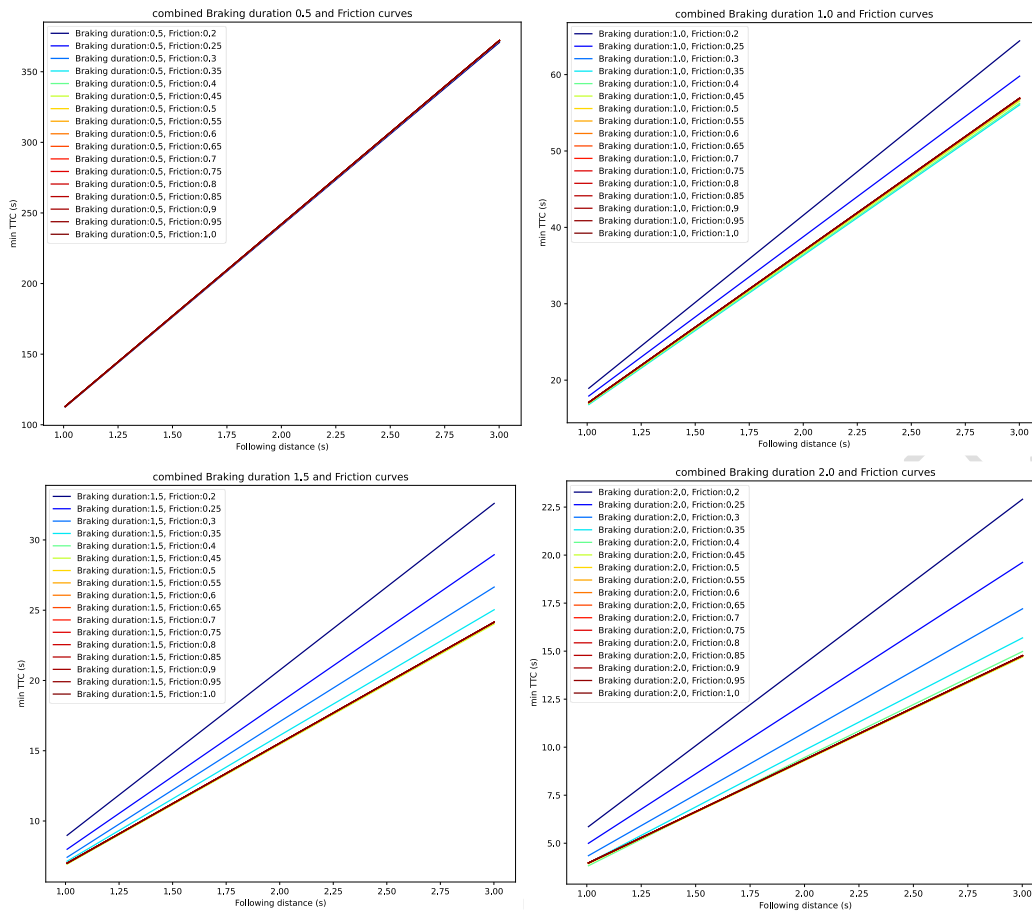 combined Braking duration 0.5 and Friction curves
Braking duration:0.5, Friction:0.2
Braking duration:0.5, Friction:0.25
Braking duration:0.5, Friction:0.3
Braking duration:0.5, Friction:0.35
Braking duration:0.5, Friction:0.4
Braking duration:0.5, Friction:0.45
Braking duration:0.5, Friction:0.5
Braking duration:0.5, Friction:0.55
Braking duration:0.5, Friction:0.6
Braking duration:0.5, Friction:0.65
Braking duration:0.5, Friction:0.7
Braking duration:0.5, Friction:0.75
Braking duration:0.5, Friction:0.8
Braking duration:0.5, Friction:0.85
Braking duration:0.5, Friction:0.9
Braking duration:0.5, Friction:0.95
Braking duration:0.5, Friction:1.0
min TTC (s)
350
300
250
200
150
100
1.00 1.25 1.50 1.75 2.00 2.25 2.50 2.75 3.00
Following distance (s)
combined Braking duration 1.0 and Friction curves
Braking duration:1.0, Friction:0.2
Braking duration:1.0, Friction:0.25
Braking duration:1.0, Friction:0.3
Braking duration:1.0, Friction:0.35
Braking duration:1.0, Friction:0.4
Braking duration:1.0, Friction:0.45
Braking duration:1.0, Friction:0.5
Braking duration:1.0, Friction:0.55
Braking duration:1.0, Friction:0.6
Braking duration:1.0, Friction:0.65
Braking duration:1.0, Friction:0.7
Braking duration:1.0, Friction:0.75
Braking duration:1.0, Friction:0.8
Braking duration:1.0, Friction:0.85
Braking duration:1.0, Friction:0.9
Braking duration:1.0, Friction:0.95
Braking duration:1.0, Friction:1.0
min TTC (s)
60
50
40
30
20
1.00 1.25 1.50 1.75 2.00 2.25 2.50 2.75 3.00
Following distance (s)
combined Braking duration 1.5 and Friction curves
Braking duration:1.5, Friction:0.2
Braking duration:1.5, Friction:0.25
Braking duration:1.5, Friction:0.3
Braking duration:1.5, Friction:0.35
Braking duration:1.5, Friction:0.4
Braking duration:1.5, Friction:0.45
Braking duration:1.5, Friction:0.5
Braking duration:1.5, Friction:0.55
Braking duration:1.5, Friction:0.6
Braking duration:1.5, Friction:0.65
Braking duration:1.5, Friction:0.7
Braking duration:1.5, Friction:0.75
Braking duration:1.5, Friction:0.8
Braking duration:1.5, Friction:0.85
Braking duration:1.5, Friction:0.9
Braking duration:1.5, Friction:0.95
Braking duration:1.5, Friction:1.0
min TTC (s)
30
25
20
15
10
1.00 1.25 1.50 1.75 2.00 2.25 2.50 2.75 3.00
Following distance (s)
combined Braking duration 2.0 and Friction curves
Braking duration:2.0, Friction:0.2
Braking duration:2.0, Friction:0.25
Braking duration:2.0, Friction:0.3
Braking duration:2.0, Friction:0.35
Braking duration:2.0, Friction:0.4
Braking duration:2.0, Friction:0.45
Braking duration:2.0, Friction:0.5
Braking duration:2.0, Friction:0.55
Braking duration:2.0, Friction:0.6
Braking duration:2.0, Friction:0.65
Braking duration:2.0, Friction:0.7
Braking duration:2.0, Friction:0.75
Braking duration:2.0, Friction:0.8
Braking duration:2.0, Friction:0.85
Braking duration:2.0, Friction:0.9
Braking duration:2.0, Friction:0.95
Braking duration:2.0, Friction:1.0
min TTC (s)
22.5
20.0
17.5
15.0
12.5
10.0
7.5
5.0
1.00 1.25 1.50 1.75 2.00 2.25 2.50 2.75 3.00
Following distance (s)